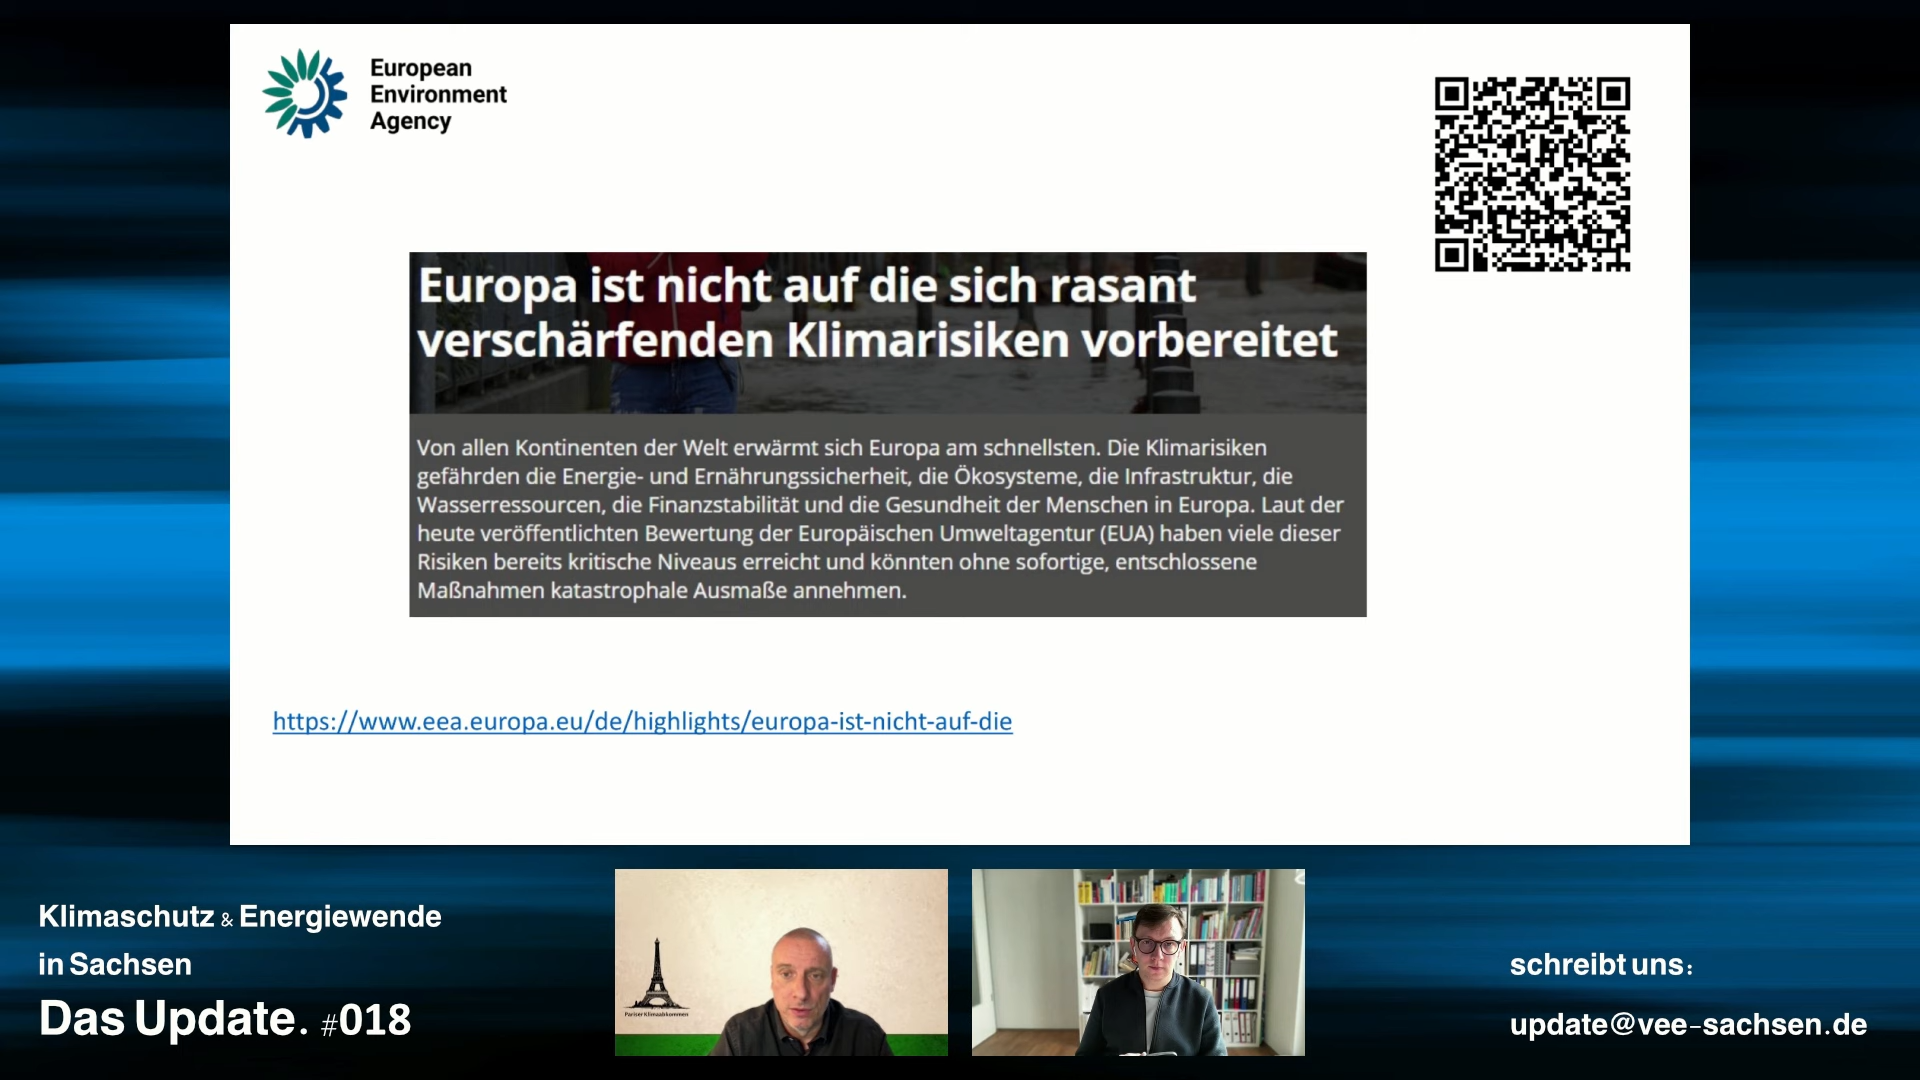 European
Environment
Agency
Europa ist nicht auf die sich rasant
verschärfenden Klimarisiken vorbereitet
Von allen Kontinenten der Welt erwärmt sich Europa am schnellsten. Die Klimarisiken
gefährden die Energie- und Ernährungssicherheit, die Ökosysteme, die Infrastruktur, die
Wasserressourcen, die Finanzstabilität und die Gesundheit der Menschen in Europa. Laut der
heute veröffentlichten Bewertung der Europäischen Umweltagentur (EUA) haben viele dieser
Risiken bereits kritische Niveaus erreicht und könnten ohne sofortige, entschlossene
Maßnahmen katastrophale Ausmaße annehmen.
https://www.eea.europa.eu/de/highlights/europa-ist-nicht-auf-die
Klimaschutz & Energiewende
in Sachsen
Das Update. #018
Pariser Klimaabkommen
schreibt uns:
update@vee-sachsen.de